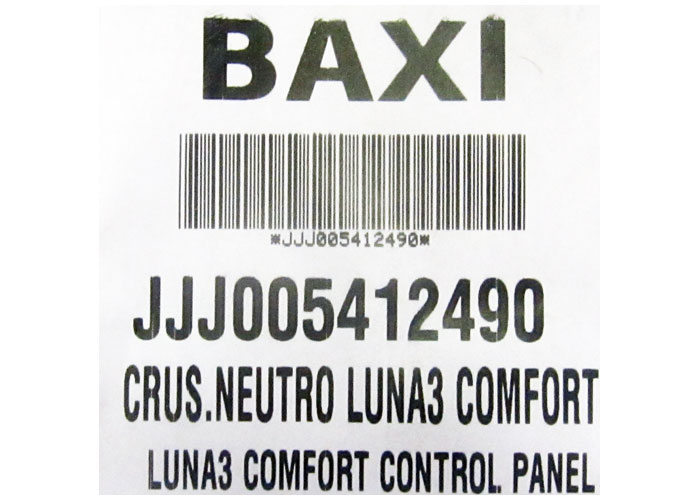 BAXI
*JJJ005412490*
JJJ005412490
CRUS.NEUTRO LUNA3 COMFORT
LUNA3 COMFORT CONTROL. PANEL